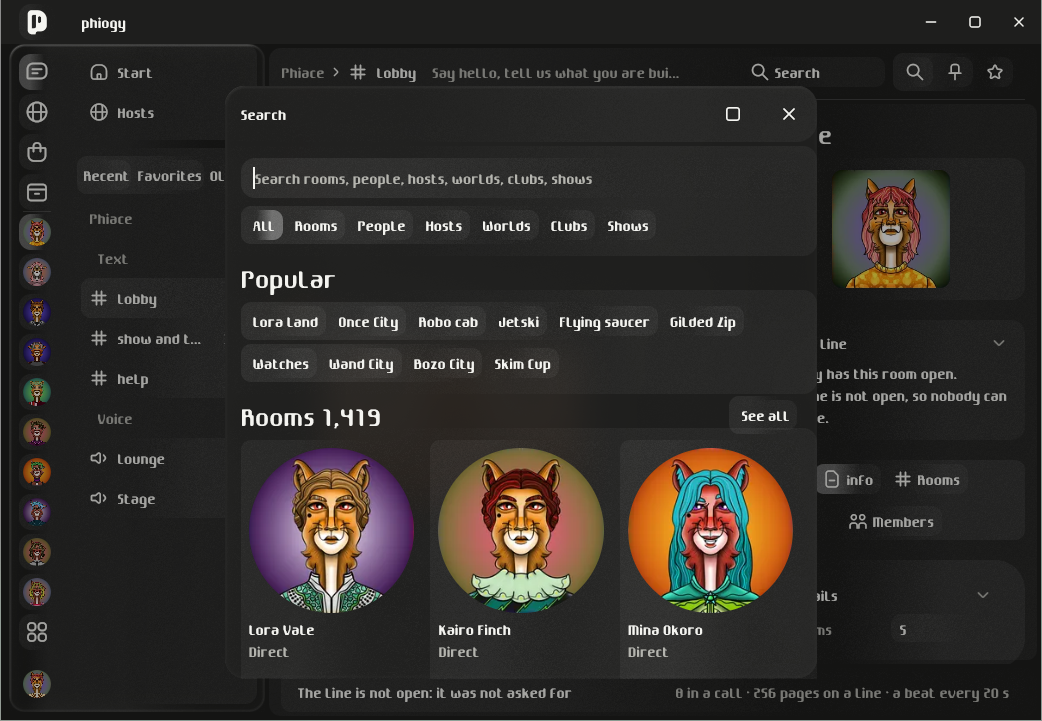 phiogy
Start
Hosts
Recent Favorites OL
Phiace
Text
# Lobby
# show and t...
# help
Voice
Lounge
Stage
Phiace > # Lobby Say hello, tell us what you are bui...
Search
Search
Search rooms, people, hosts, worlds, clubs, shows
All Rooms People Hosts Worlds Clubs Shows
Popular
Lora Land Once City Robo cab Jetski Flying saucer Gilded Zip
Watches Wand City Bozo City Skim Cup
Rooms 1,419
See all
Lora Vale
Direct
Kairo Finch
Direct
Mina Okoro
Direct
e
Line
y has this room open.
ne is not open, so nobody can
e.
info # Rooms
Members
ails
ms 5
The Line is not open: it was not asked for
0 in a call · 256 pages on a Line · a beat every 20 s